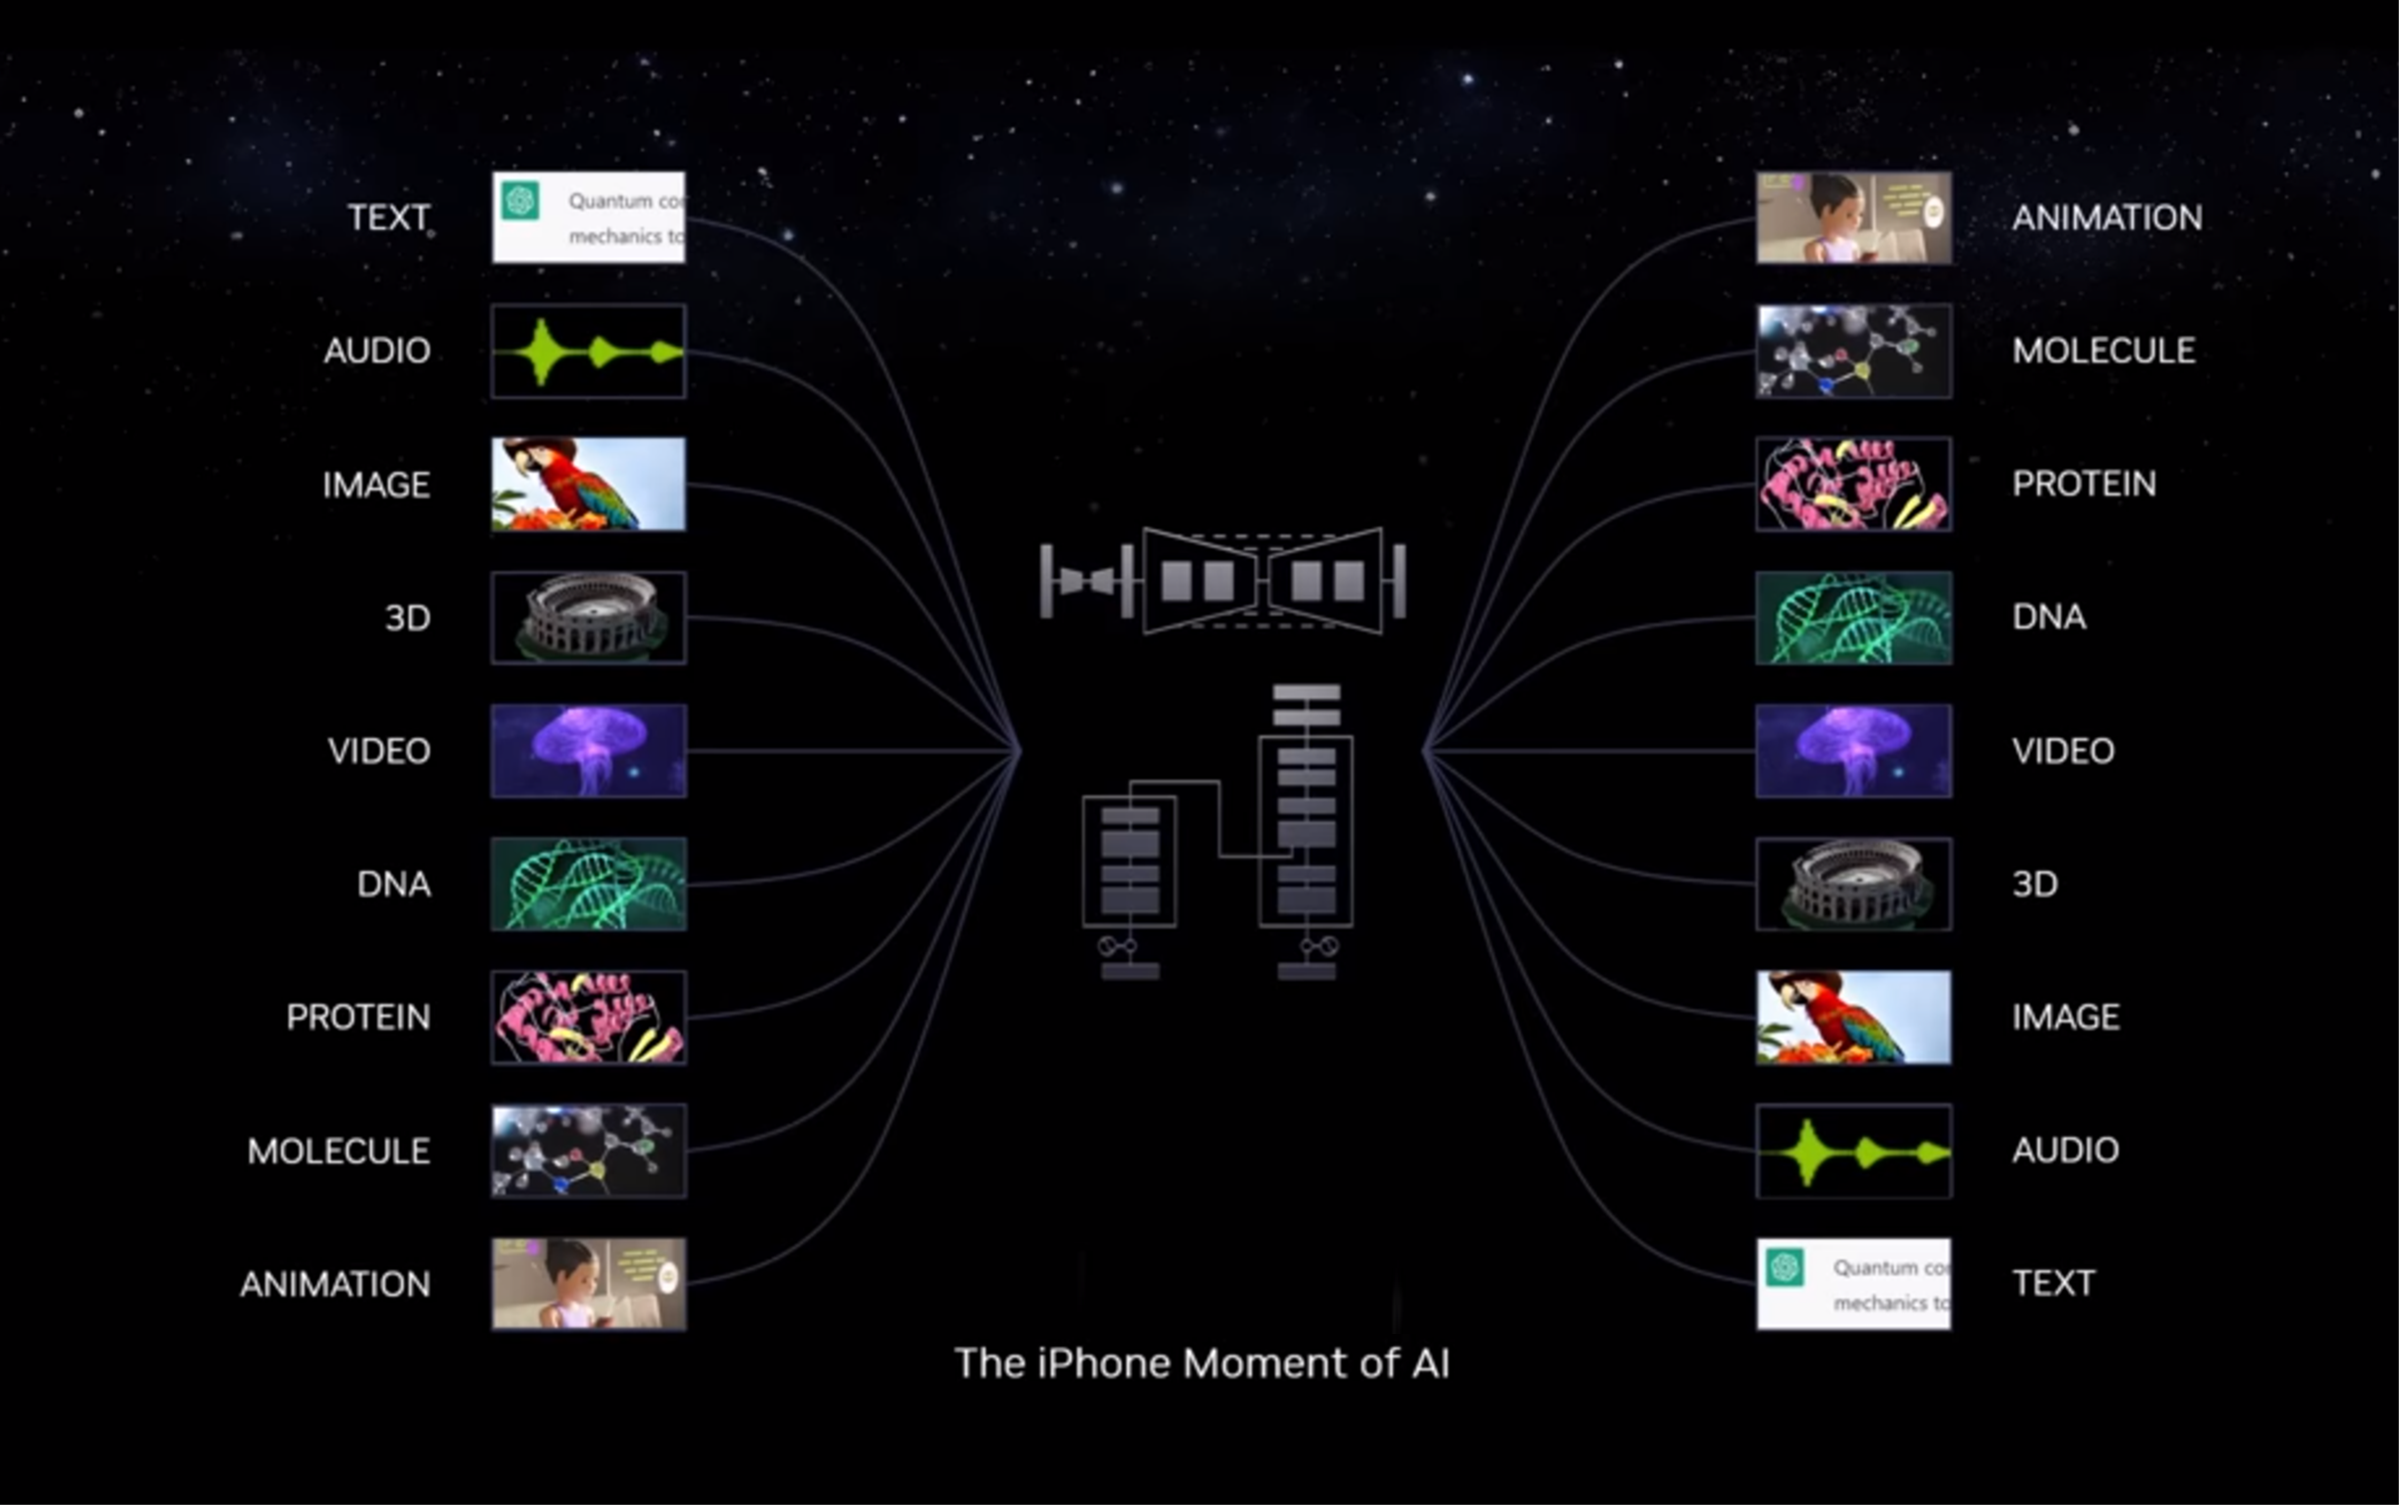 TEXT
Quantum co
mechanics to
AUDIO
IMAGE
3D
VIDEO
DNA
PROTEIN
MOLECULE
ANIMATION
ANIMATION
MOLECULE
PROTEIN
DNA
VIDEO
3D
IMAGE
AUDIO
Quantum co
mechanics to
TEXT
The iPhone Moment of AI